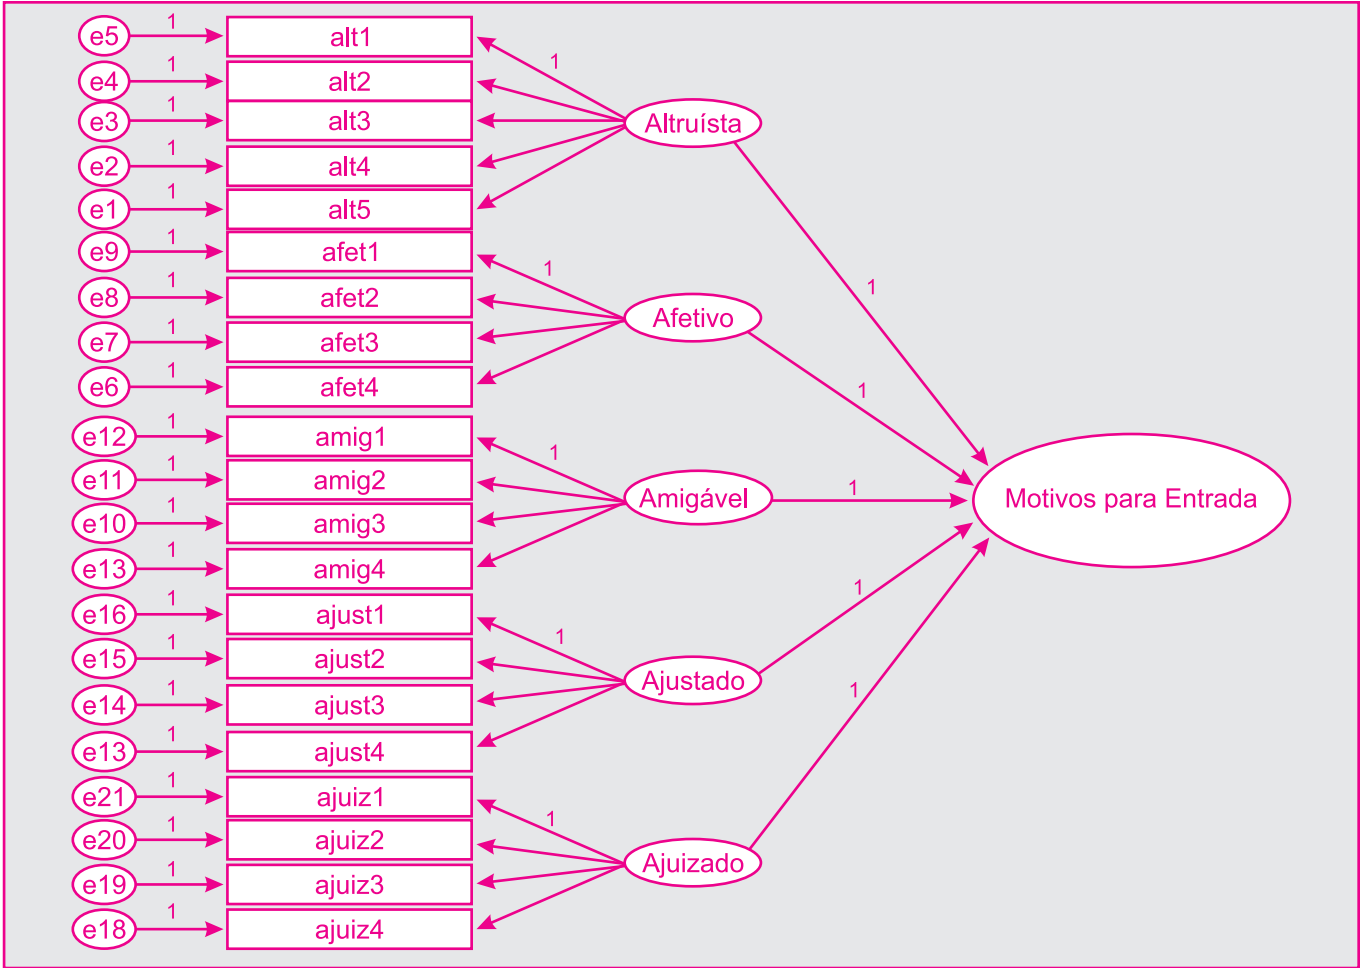 e5 1 alt1
e4 1 alt2
e3 1 alt3
e2 1 alt4
e1 1 alt5
1 Altruísta 1
e9 1 afet1
e8 1 afet2
e7 1 afet3
e6 1 afet4
1 Afetivo 1
e12 1 amig1
e11 1 amig2
e10 1 amig3
e13 1 amig4
1 Amigável 1
e16 1 ajust1
e15 1 ajust2
e14 1 ajust3
e13 1 ajust4
1 Ajustado 1
e21 1 ajuiz1
e20 1 ajuiz2
e19 1 ajuiz3
e18 1 ajuiz4
1 Ajuizado 1
Motivos para Entrada